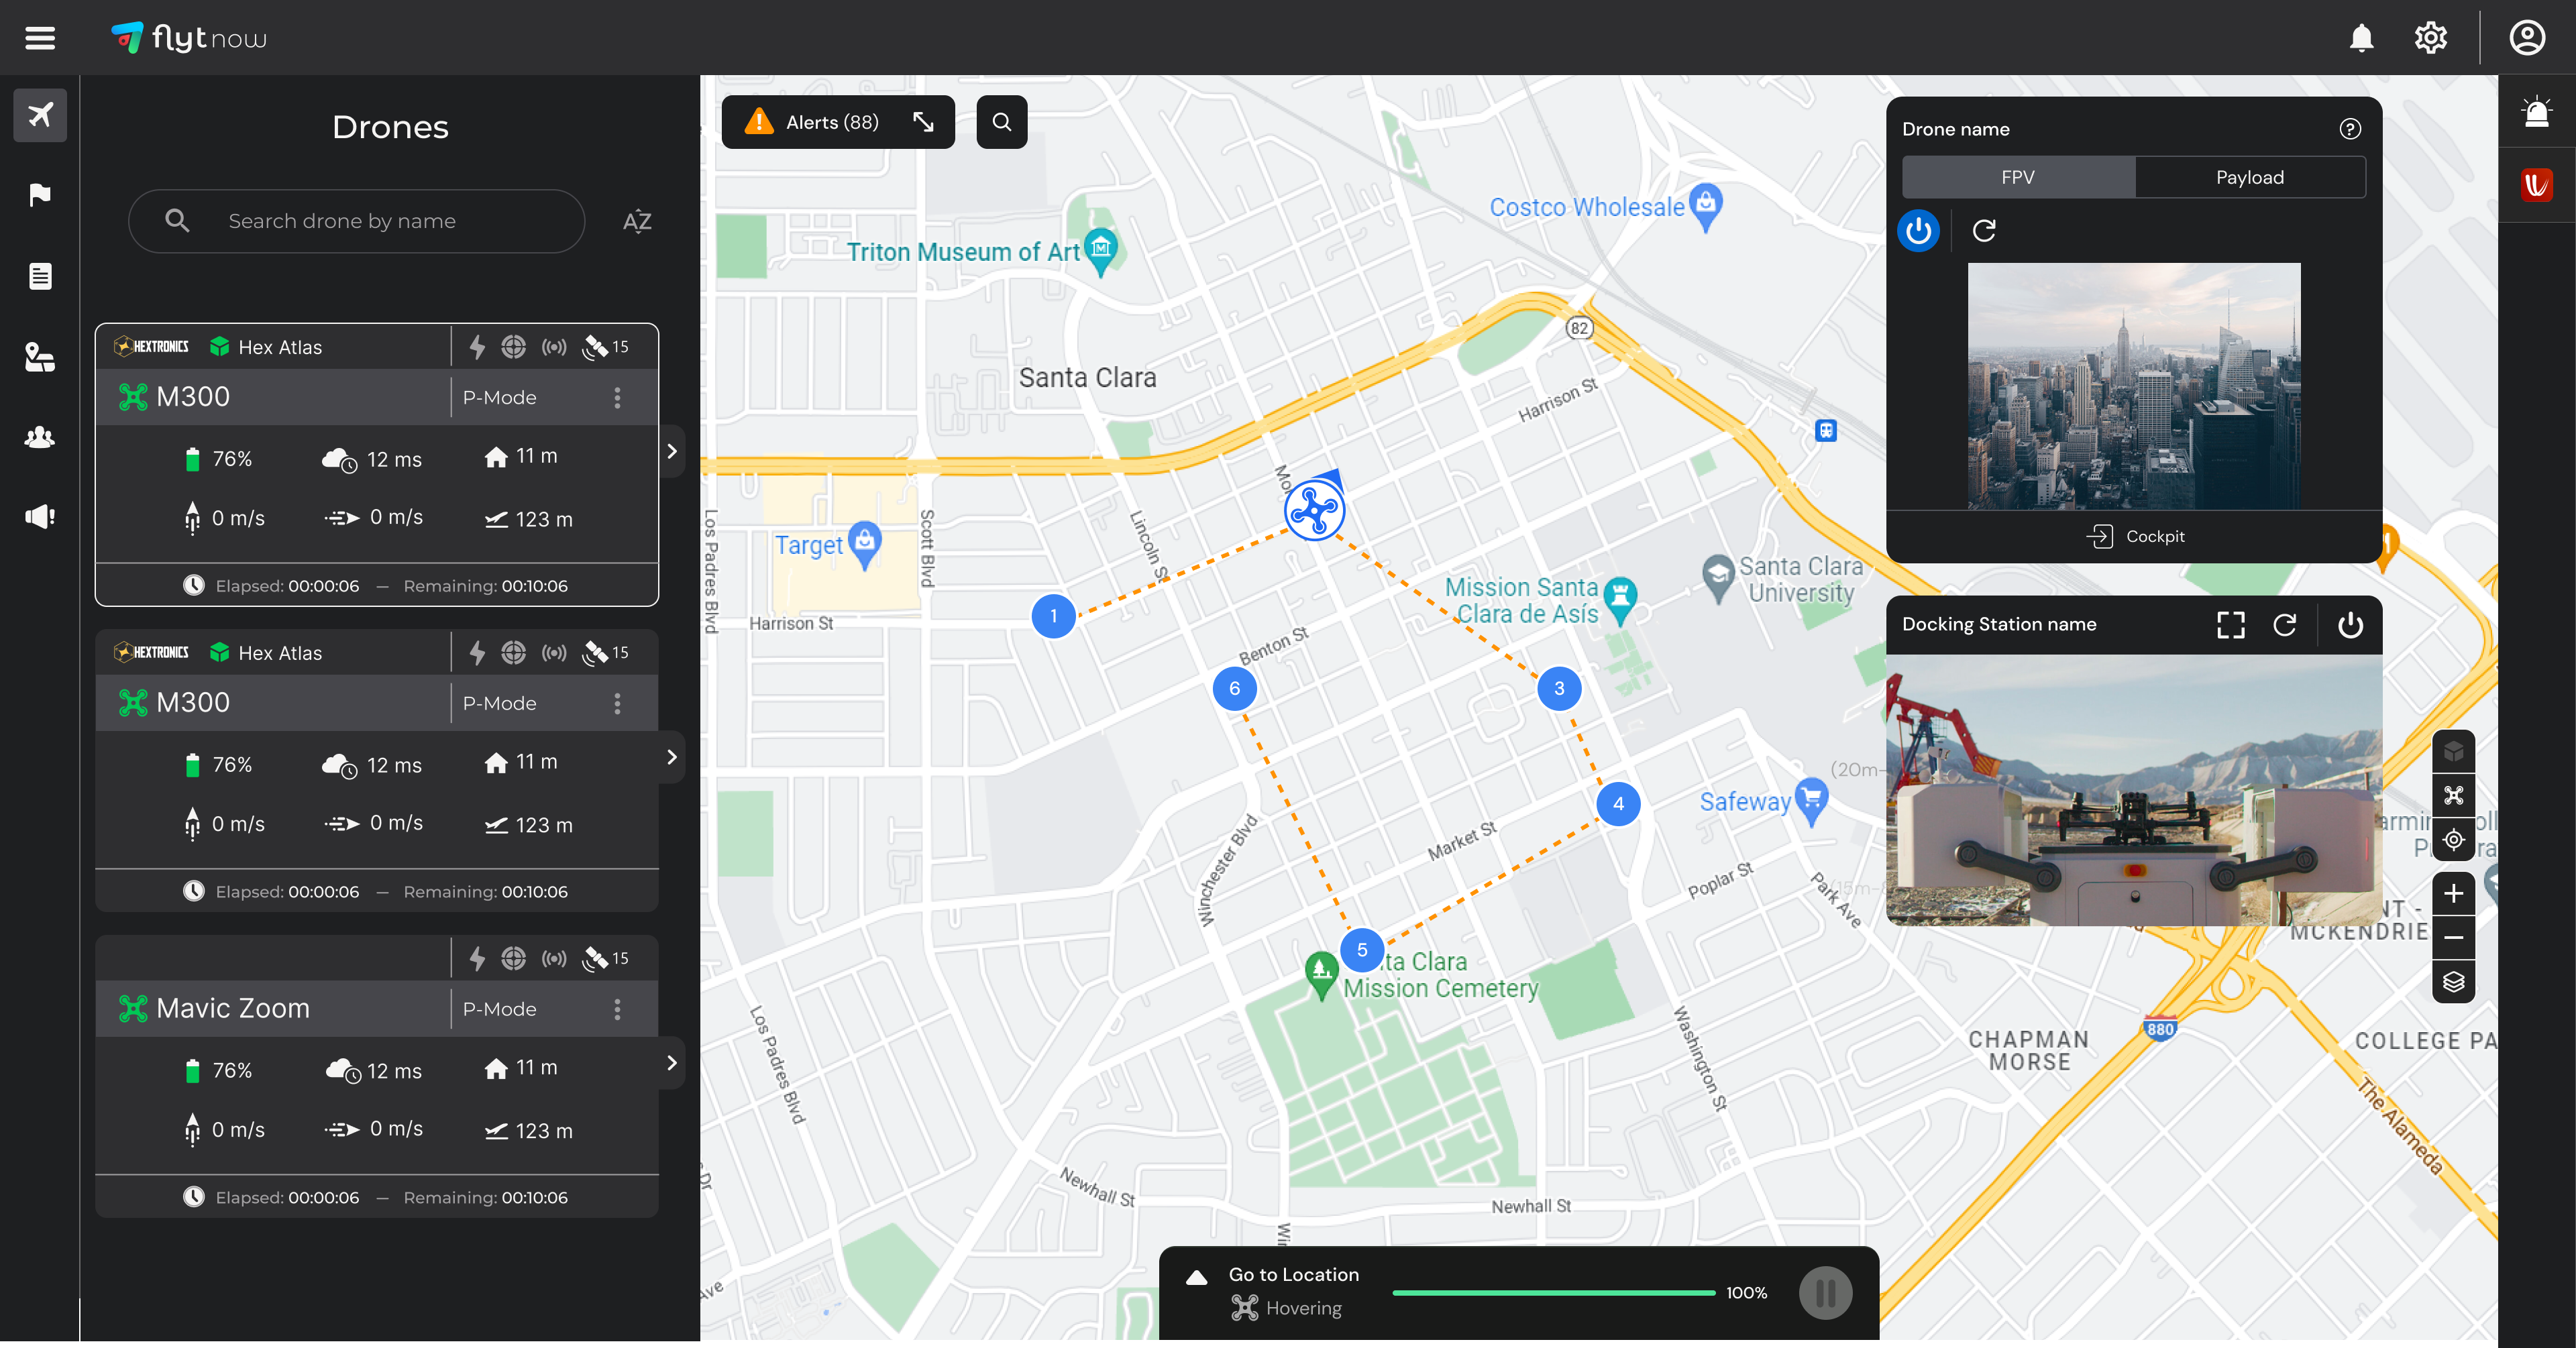 flytnow
Drones
Search drone by name
AZ
HEXTRONICS Hex Atlas 15
M300 P-Mode
76% 12 ms 11 m
0 m/s 0 m/s 123 m
Elapsed: 00:00:06 — Remaining: 00:10:06
HEXTRONICS Hex Atlas 15
M300 P-Mode
76% 12 ms 11 m
0 m/s 0 m/s 123 m
Elapsed: 00:00:06 — Remaining: 00:10:06
15
Mavic Zoom P-Mode
76% 12 ms 11 m
0 m/s 0 m/s 123 m
Elapsed: 00:00:06 — Remaining: 00:10:06
Alerts (88)
Costco Wholesale
Triton Museum of Art
82
Santa Clara
Harrison St
Target
Los Padres Blvd
Scott Blvd
Lincoln St
Harrison St
Mission Santa
Clara de Asís
Santa Clara
University
1
Benton St
6
3
4
(20m-
Safeway
Market St
Winchester Blvd
Poplar St
Park Ave
5
Mission Cemetery
Los Padres Blvd
Washington St
CHAPMAN
MORSE
880
COLLEGE PA
MCKENDRIE
The Alameda
Newhall St
Newhall St
Drone name
FPV Payload
Cockpit
Docking Station name
Go to Location
Hovering
100%